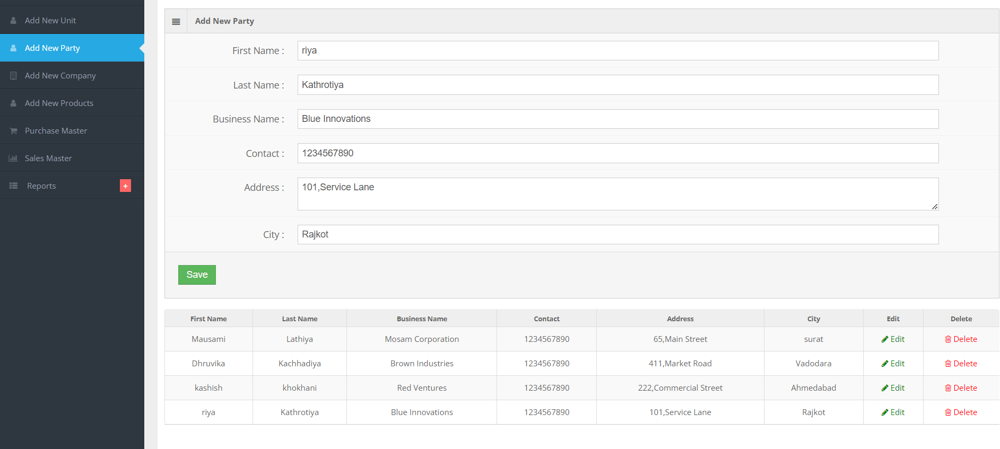 Add New Unit
Add New Party
Add New Company
Add New Products
Purchase Master
Sales Master
Reports +
Add New Party
First Name : riya
Last Name : Kathrotiya
Business Name : Blue Innovations
Contact : 1234567890
Address : 101,Service Lane
City : Rajkot
Save
First Name Last Name Business Name Contact Address City Edit Delete
Mausami Lathiya Mosam Corporation 1234567890 65,Main Street surat Edit Delete
Dhruvika Kachhadiya Brown Industries 1234567890 411,Market Road Vadodara Edit Delete
kashish khokhani Red Ventures 1234567890 222,Commercial Street Ahmedabad Edit Delete
riya Kathrotiya Blue Innovations 1234567890 101,Service Lane Rajkot Edit Delete